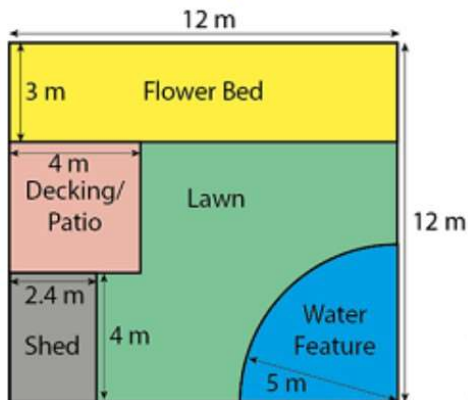 12 m
3 m
Flower Bed
4 m
Decking/
Patio
Lawn
12 m
2.4 m
Shed
4 m
Water
Feature
5 m